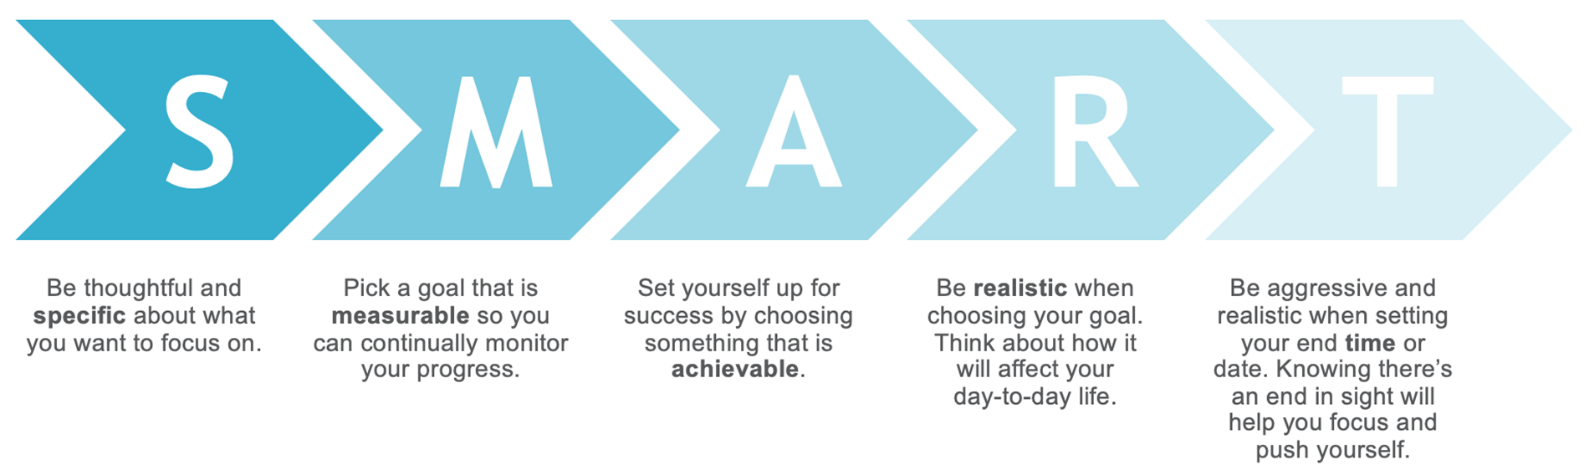 S M A R T
Be thoughtful and
specific about what
you want to focus on.
Pick a goal that is
measurable so you
can continually monitor
your progress.
Set yourself up for
success by choosing
something that is
achievable.
Be realistic when
choosing your goal.
Think about how it
will affect your
day-to-day life.
Be aggressive and
realistic when setting
your end time or
date. Knowing there’s
an end in sight will
help you focus and
push yourself.